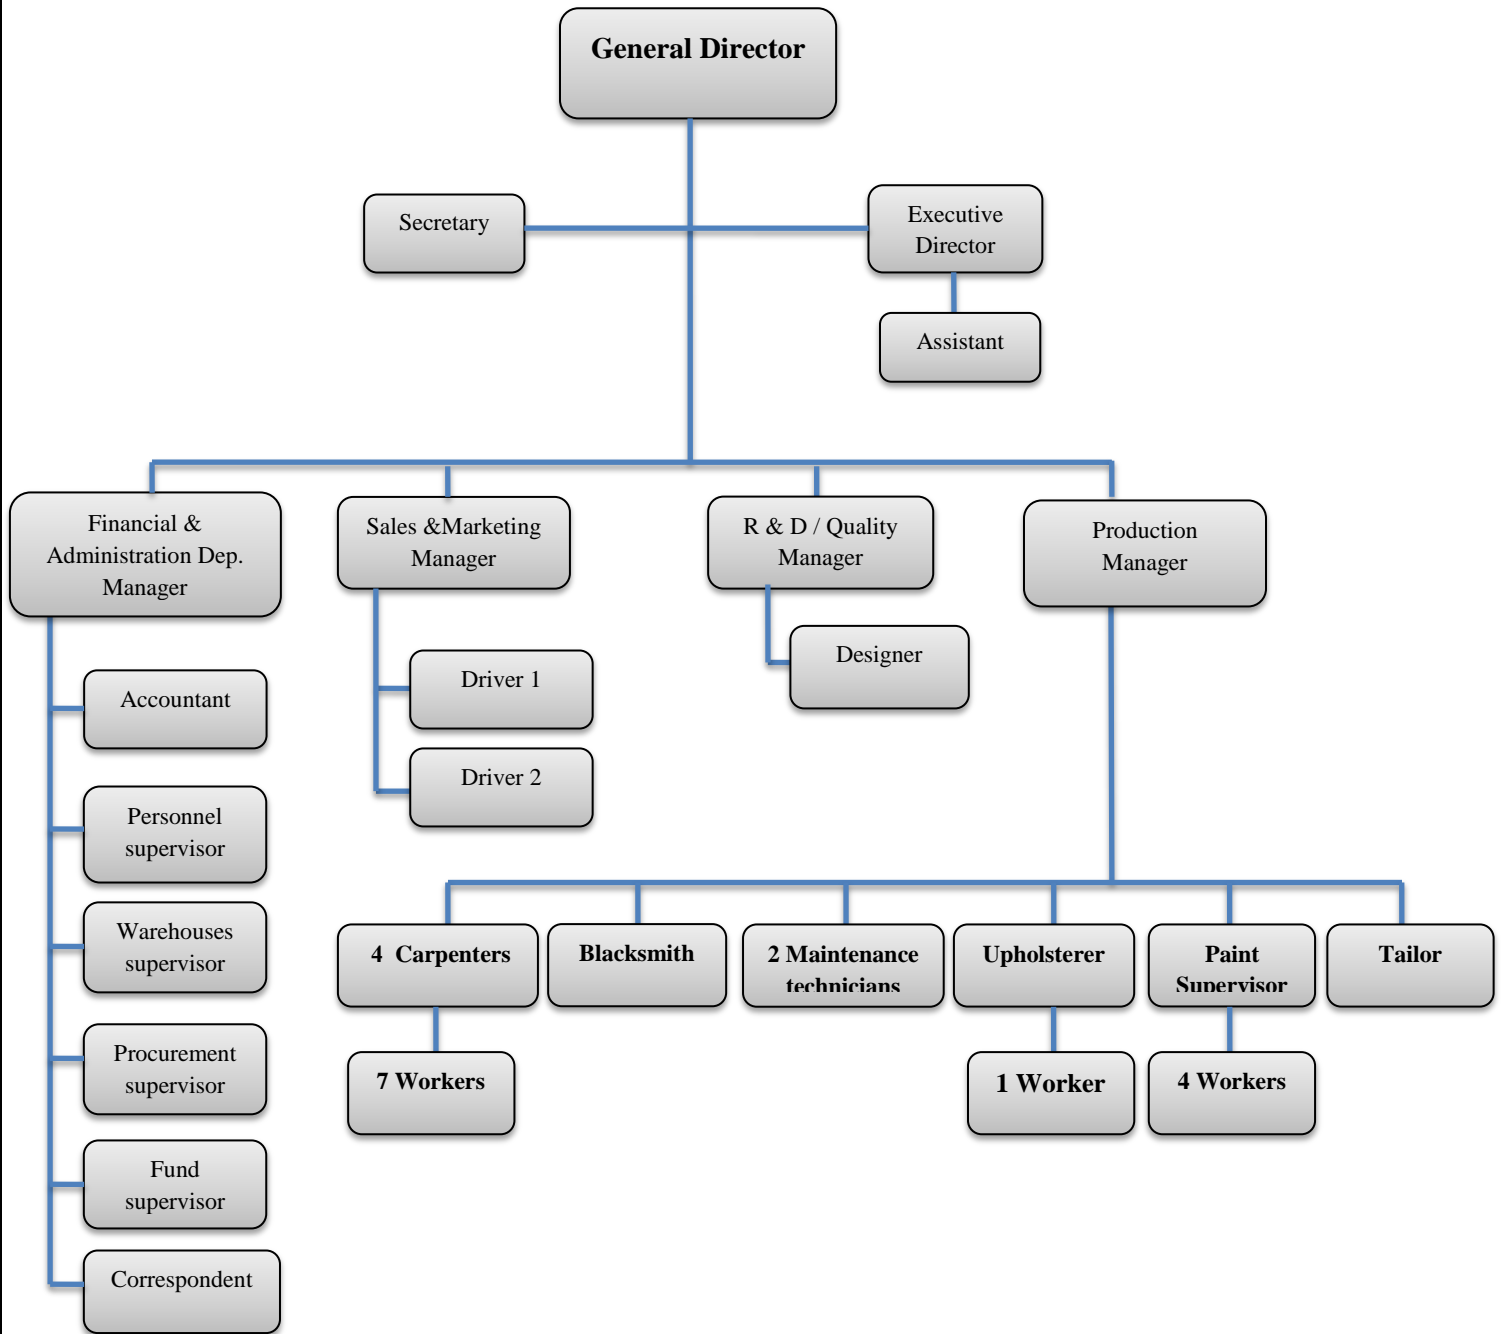 General Director
Secretary
Executive
Director
Assistant
Financial &
Administration Dep.
Manager
Sales &Marketing
Manager
R & D / Quality
Manager
Production
Manager
Accountant
Personnel
supervisor
Warehouses
supervisor
Procurement
supervisor
Fund
supervisor
Correspondent
Driver 1
Driver 2
Designer
4  Carpenters
Blacksmith
2 Maintenance
technicians
Upholsterer
Paint
Supervisor
Tailor
7 Workers
1 Worker
4 Workers